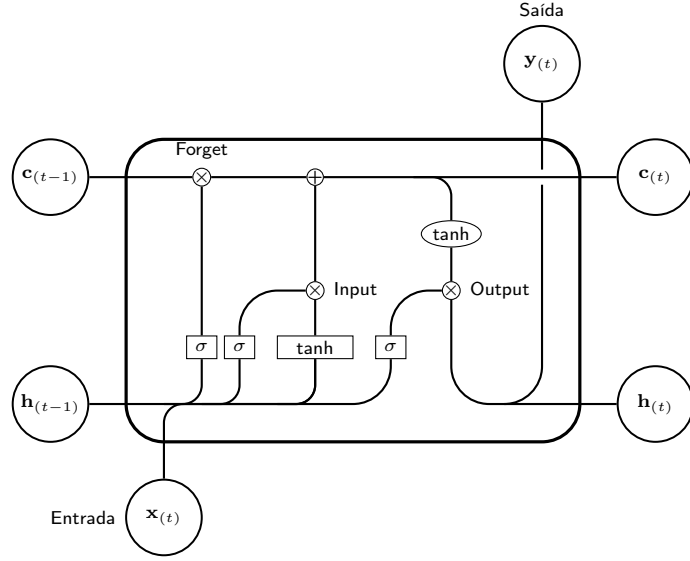 Saída
y(t)
Forget
c(t−1)
×
+
c(t)
tanh
×
Input
×
Output
σ
σ
tanh
σ
h(t−1)
h(t)
Entrada
x(t)